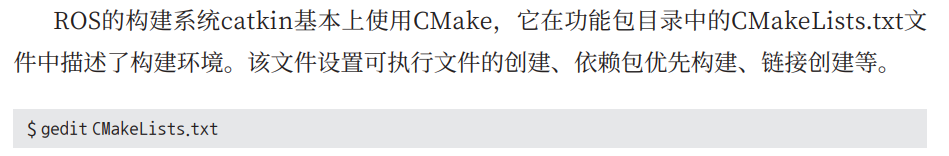 ROS的构建系统catkin基本上使用CMake，它在功能包目录中的CMakeLists.txt文
件中描述了构建环境。该文件设置可执行文件的创建、依赖包优先构建、链接创建等。
$ gedit CMakeLists.txt